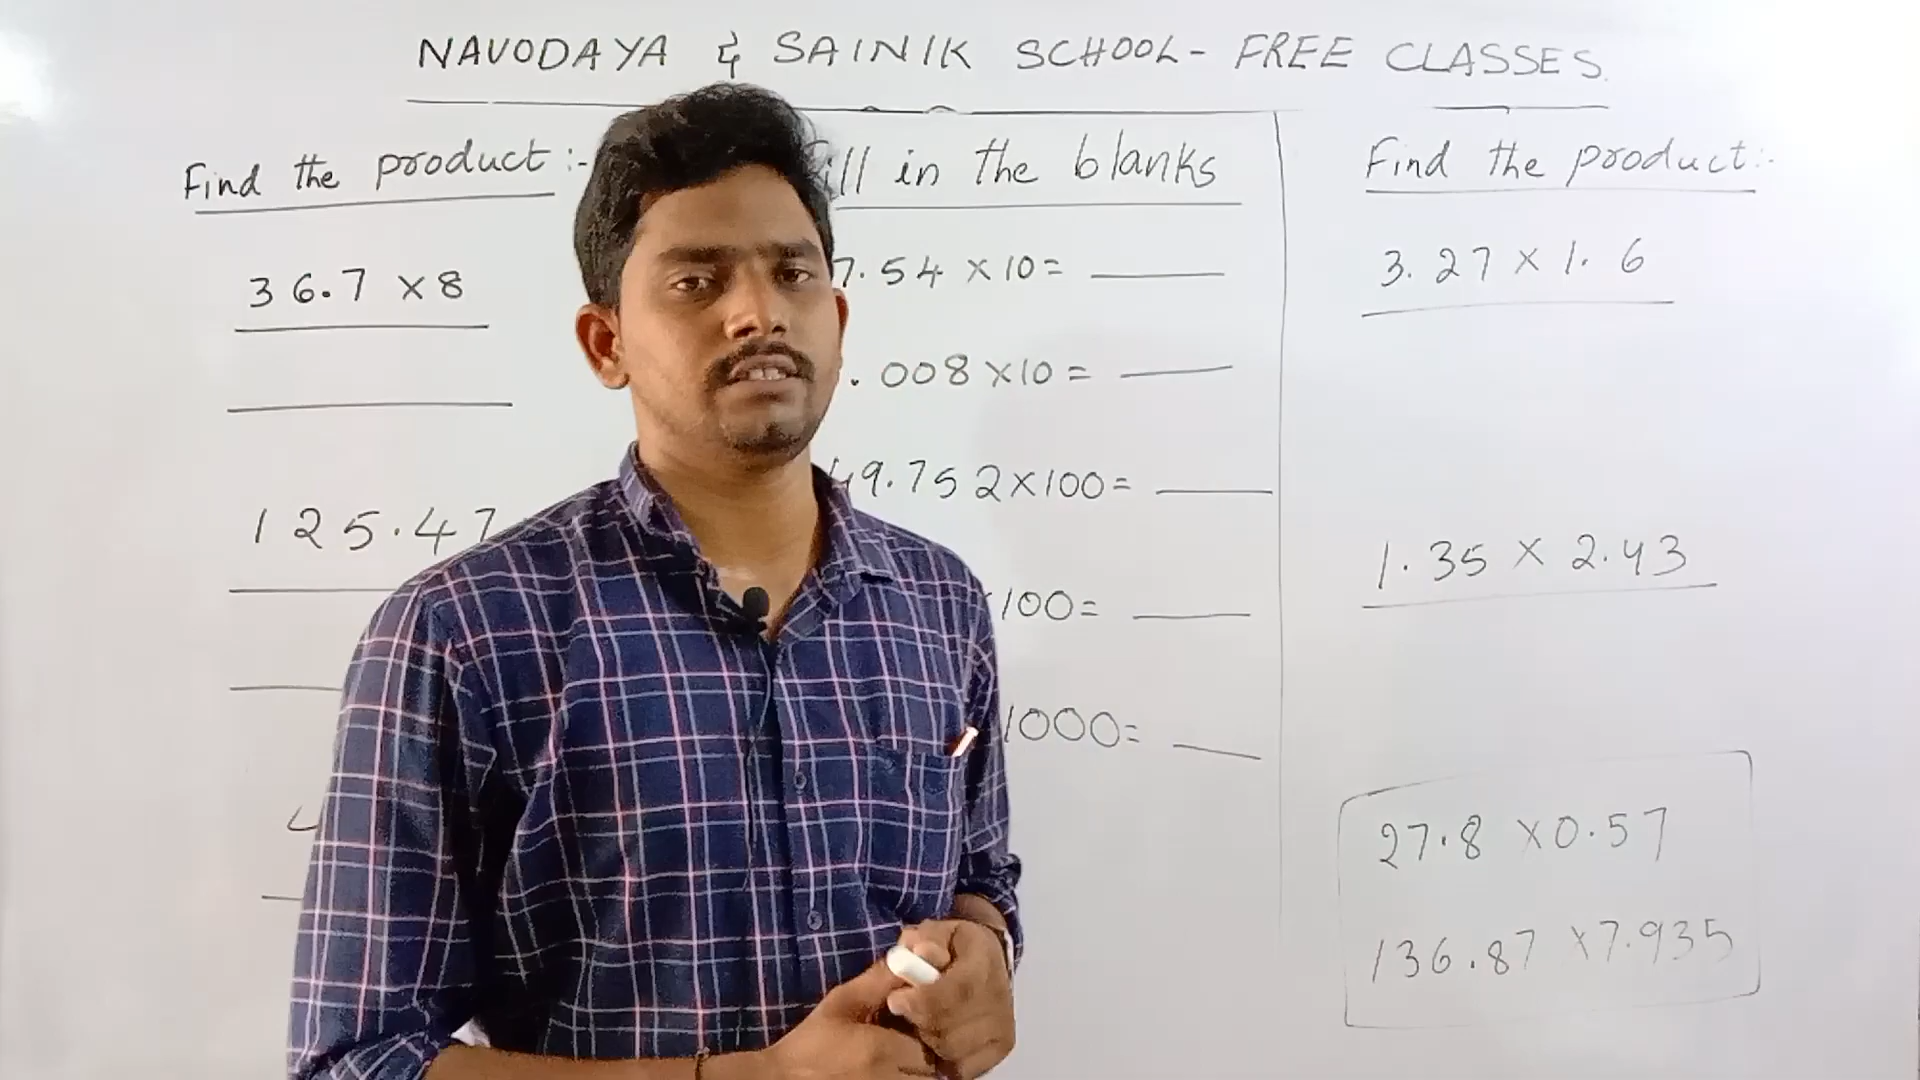 NAVODAYA & SAINIK SCHOOL - FREE CLASSES
Find the product :-
36.7 × 8
125.47
Fill in the blanks
7.54 × 10 =
.008 × 10 =
49.752 × 100 =
100 =
1000 =
Find the product :-
3.27 × 1.6
1.35 × 2.43
27.8 × 0.57
136.87 × 7.935